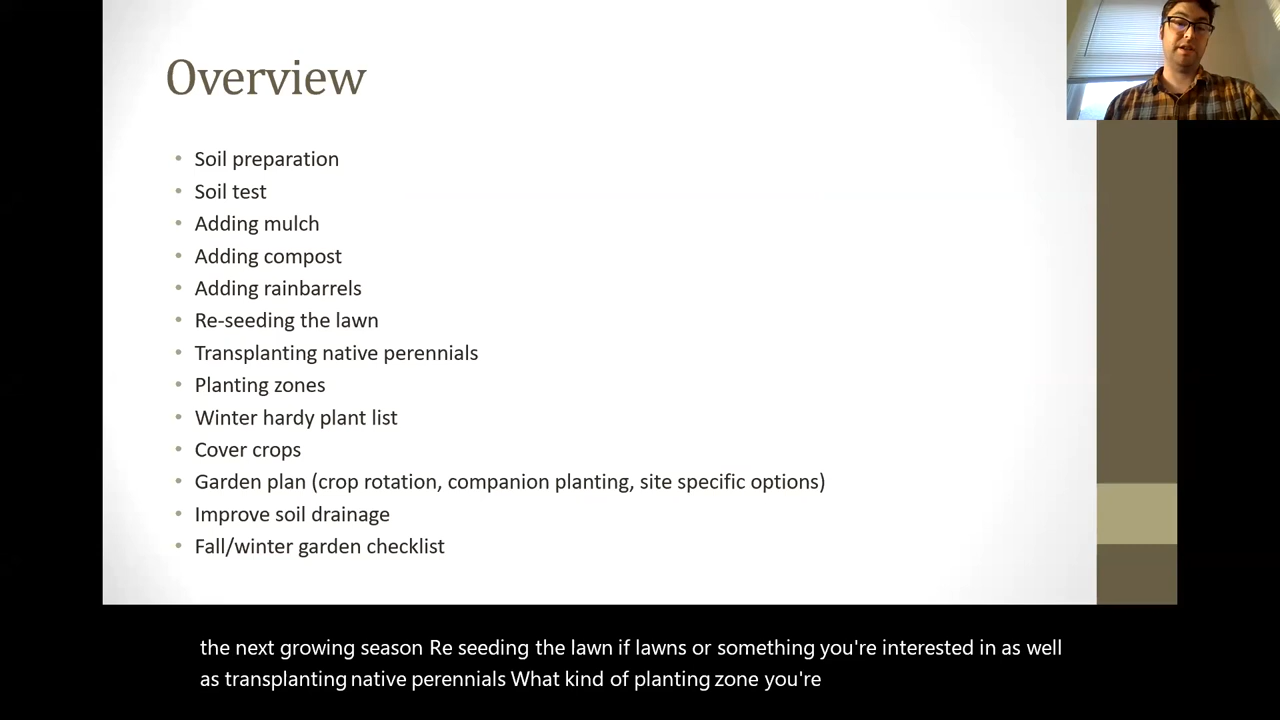 Overview
• Soil preparation
• Soil test
• Adding mulch
• Adding compost
• Adding rainbarrels
• Re-seeding the lawn
• Transplanting native perennials
• Planting zones
• Winter hardy plant list
• Cover crops
• Garden plan (crop rotation, companion planting, site specific options)
• Improve soil drainage
• Fall/winter garden checklist
the next growing season Re seeding the lawn if lawns or something you're interested in as well
as transplanting native perennials What kind of planting zone you're